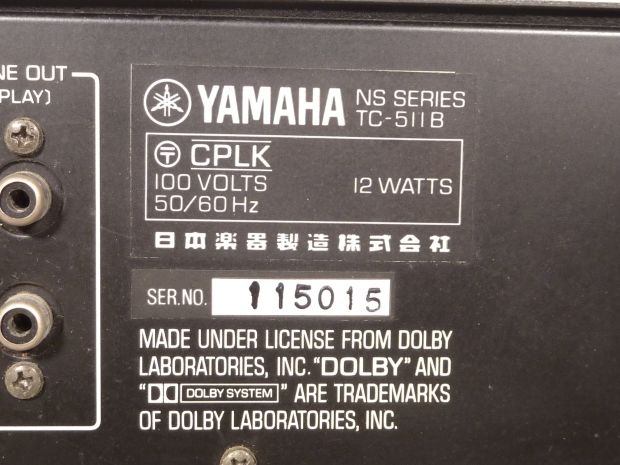 NE OUT
PLAY)
YAMAHA NS SERIES
TC-511B
〒 CPLK
100 VOLTS 12 WATTS
50/60 Hz
日本楽器製造株式会社
SER.NO. 115015
MADE UNDER LICENSE FROM DOLBY
LABORATORIES, INC. "DOLBY" AND
"DD DOLBY SYSTEM" ARE TRADEMARKS
OF DOLBY LABORATORIES, INC.